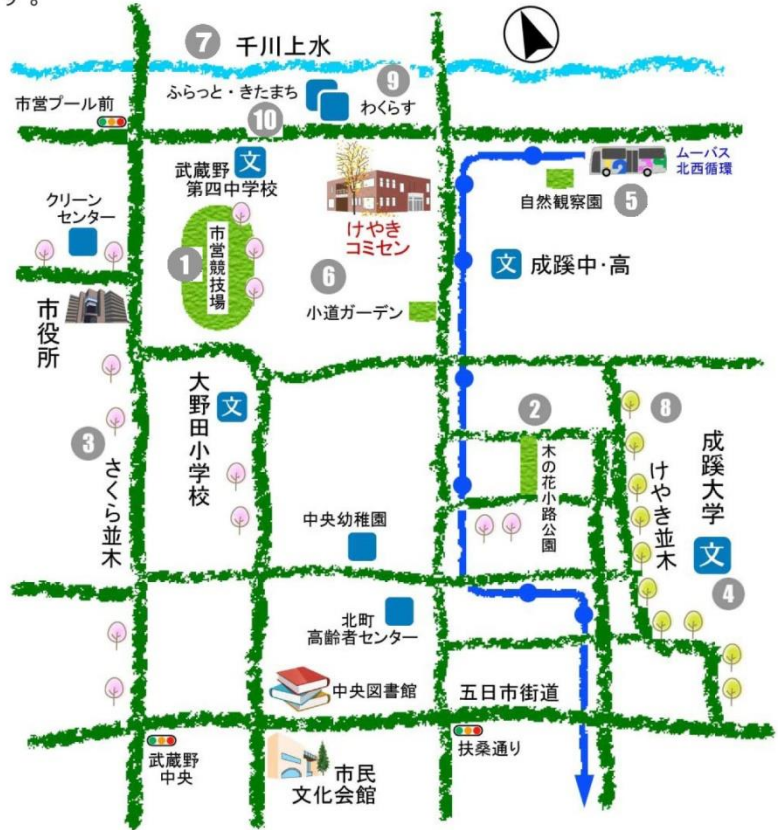 す。
7
千川上水
ふらっと・きたまち
9
わくらす
市営プール前
10
武蔵野
第四中学校
文
ムーバス
北西循環
自然観察園
5
クリーン
センター
けやき
コミセン
1
市営競技場
文
成蹊中・高
6
小道ガーデン
市役所
大野田小学校
文
2
8
3
さくら並木
木の花小路公園
けやき並木
成蹊大学
文
4
中央幼稚園
北町
高齢者センター
中央図書館
五日市街道
武蔵野
中央
扶桑通り
市民
文化会館